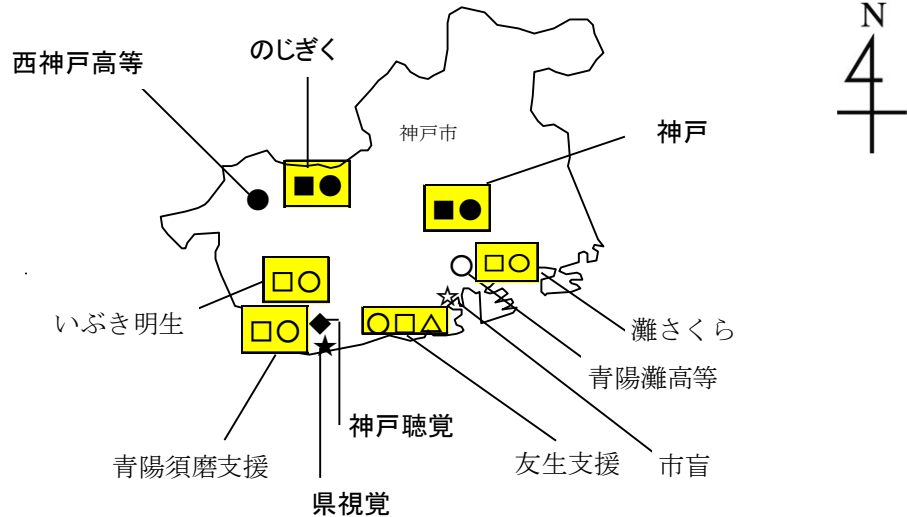 N
のじぎく
西神戸高等
神戸市
神戸
いぶき明生
灘さくら
青陽灘高等
神戸聴覚
青陽須磨支援
友生支援
市盲
県視覚